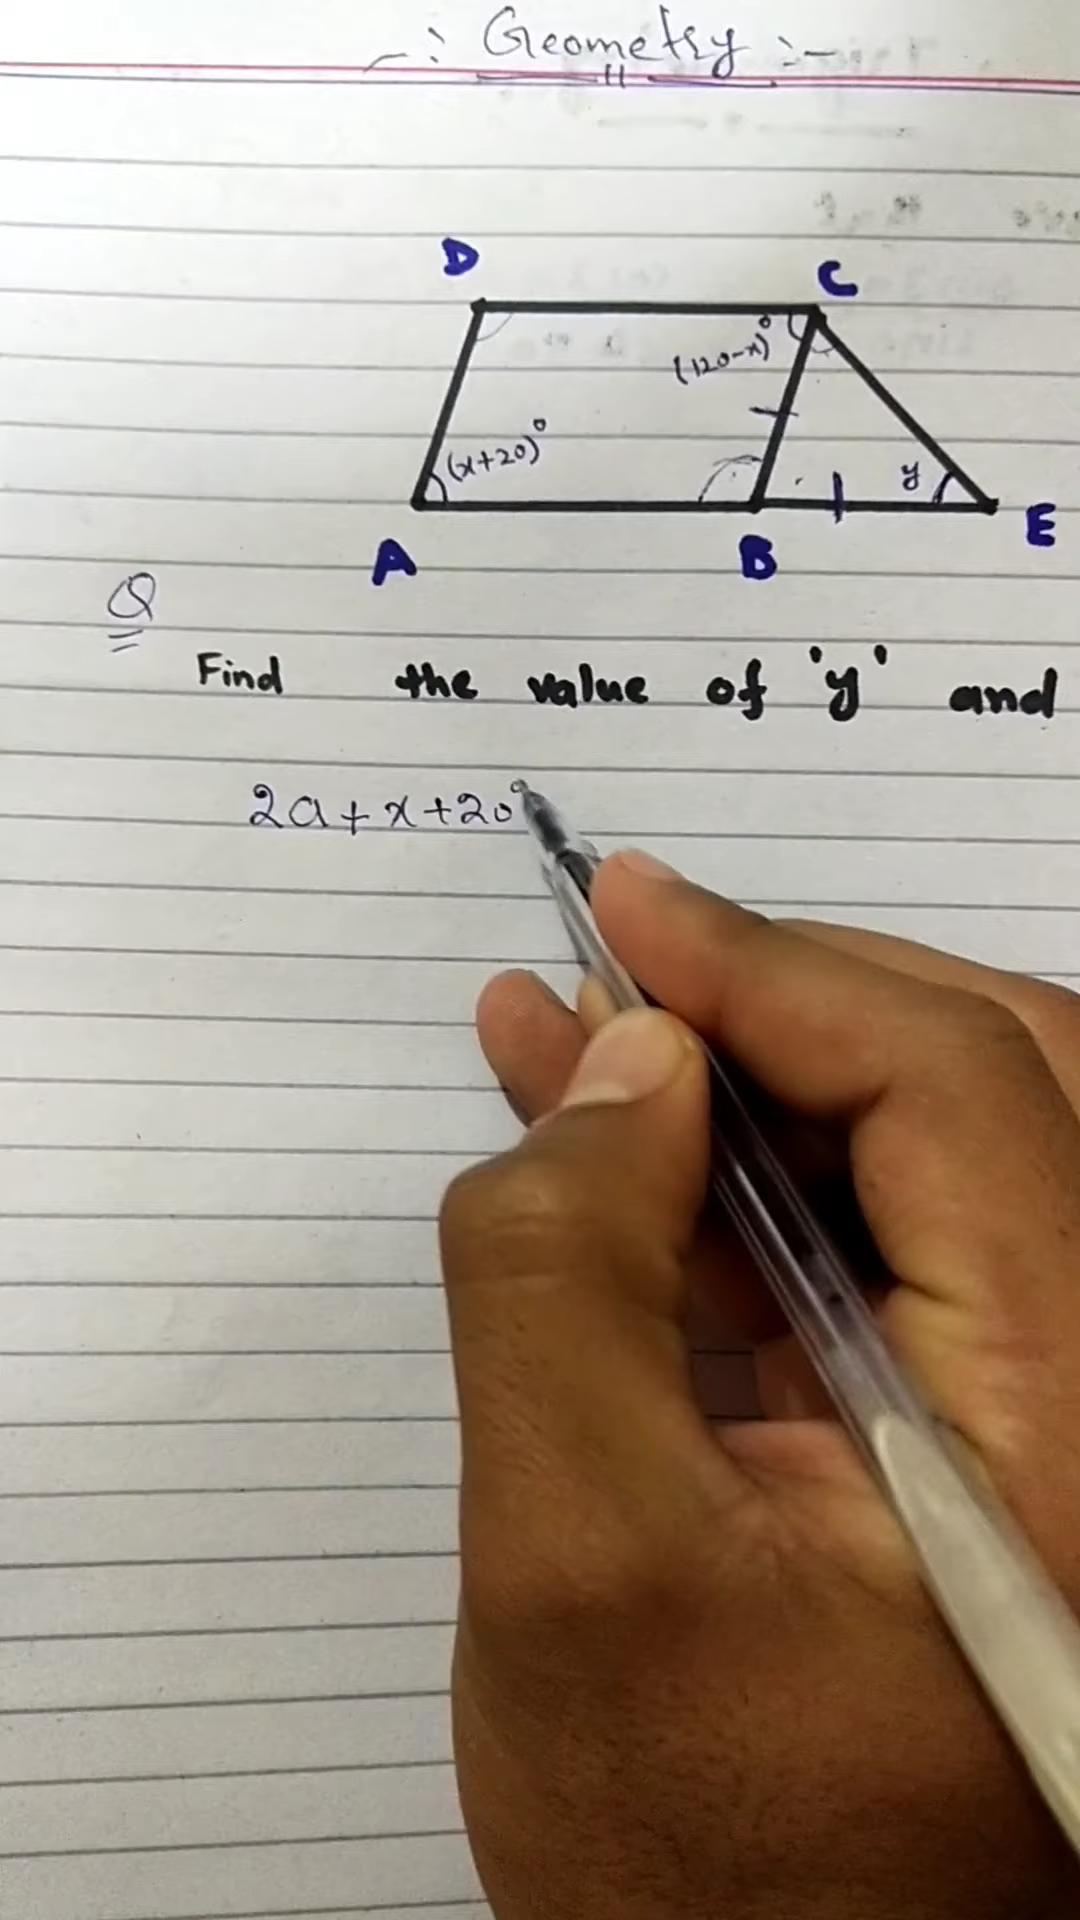 -: Geometry :-
D
C
(120-x)°
(x+20)°
y
A
B
E
Q
Find the value of 'y' and
2a+x+20°